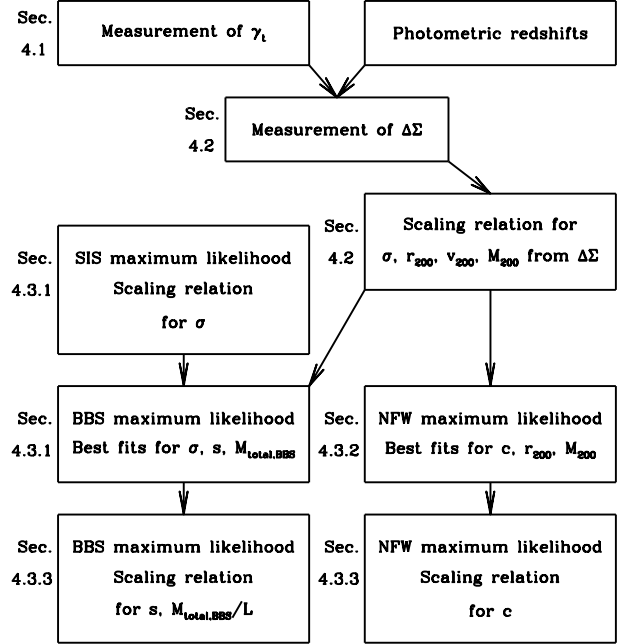 Sec.
4.1
Measurement of γt
Photometric redshifts
Sec.
4.2
Measurement of ΔΣ
Sec.
4.2
Scaling relation for
σ, r200, v200, M200 from ΔΣ
Sec.
4.3.1
SIS maximum likelihood
Scaling relation
for σ
Sec.
4.3.1
BBS maximum likelihood
Best fits for σ, s, Mtotal,BBS
Sec.
4.3.2
NFW maximum likelihood
Best fits for c, r200, M200
Sec.
4.3.3
BBS maximum likelihood
Scaling relation
for s, Mtotal,BBS/L
Sec.
4.3.3
NFW maximum likelihood
Scaling relation
for c